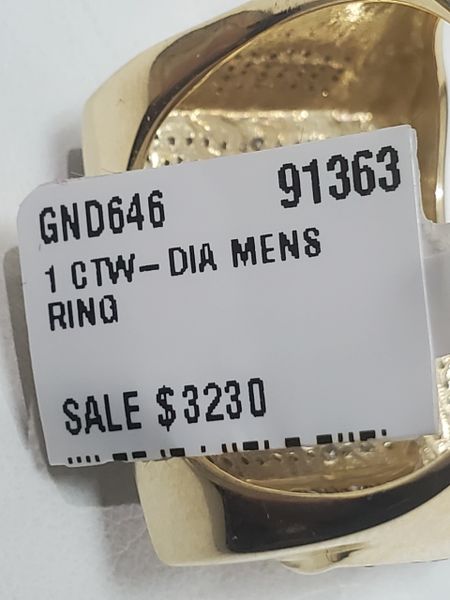 GND646 91363
1 CTW-DIA MENS
RING
SALE $3230